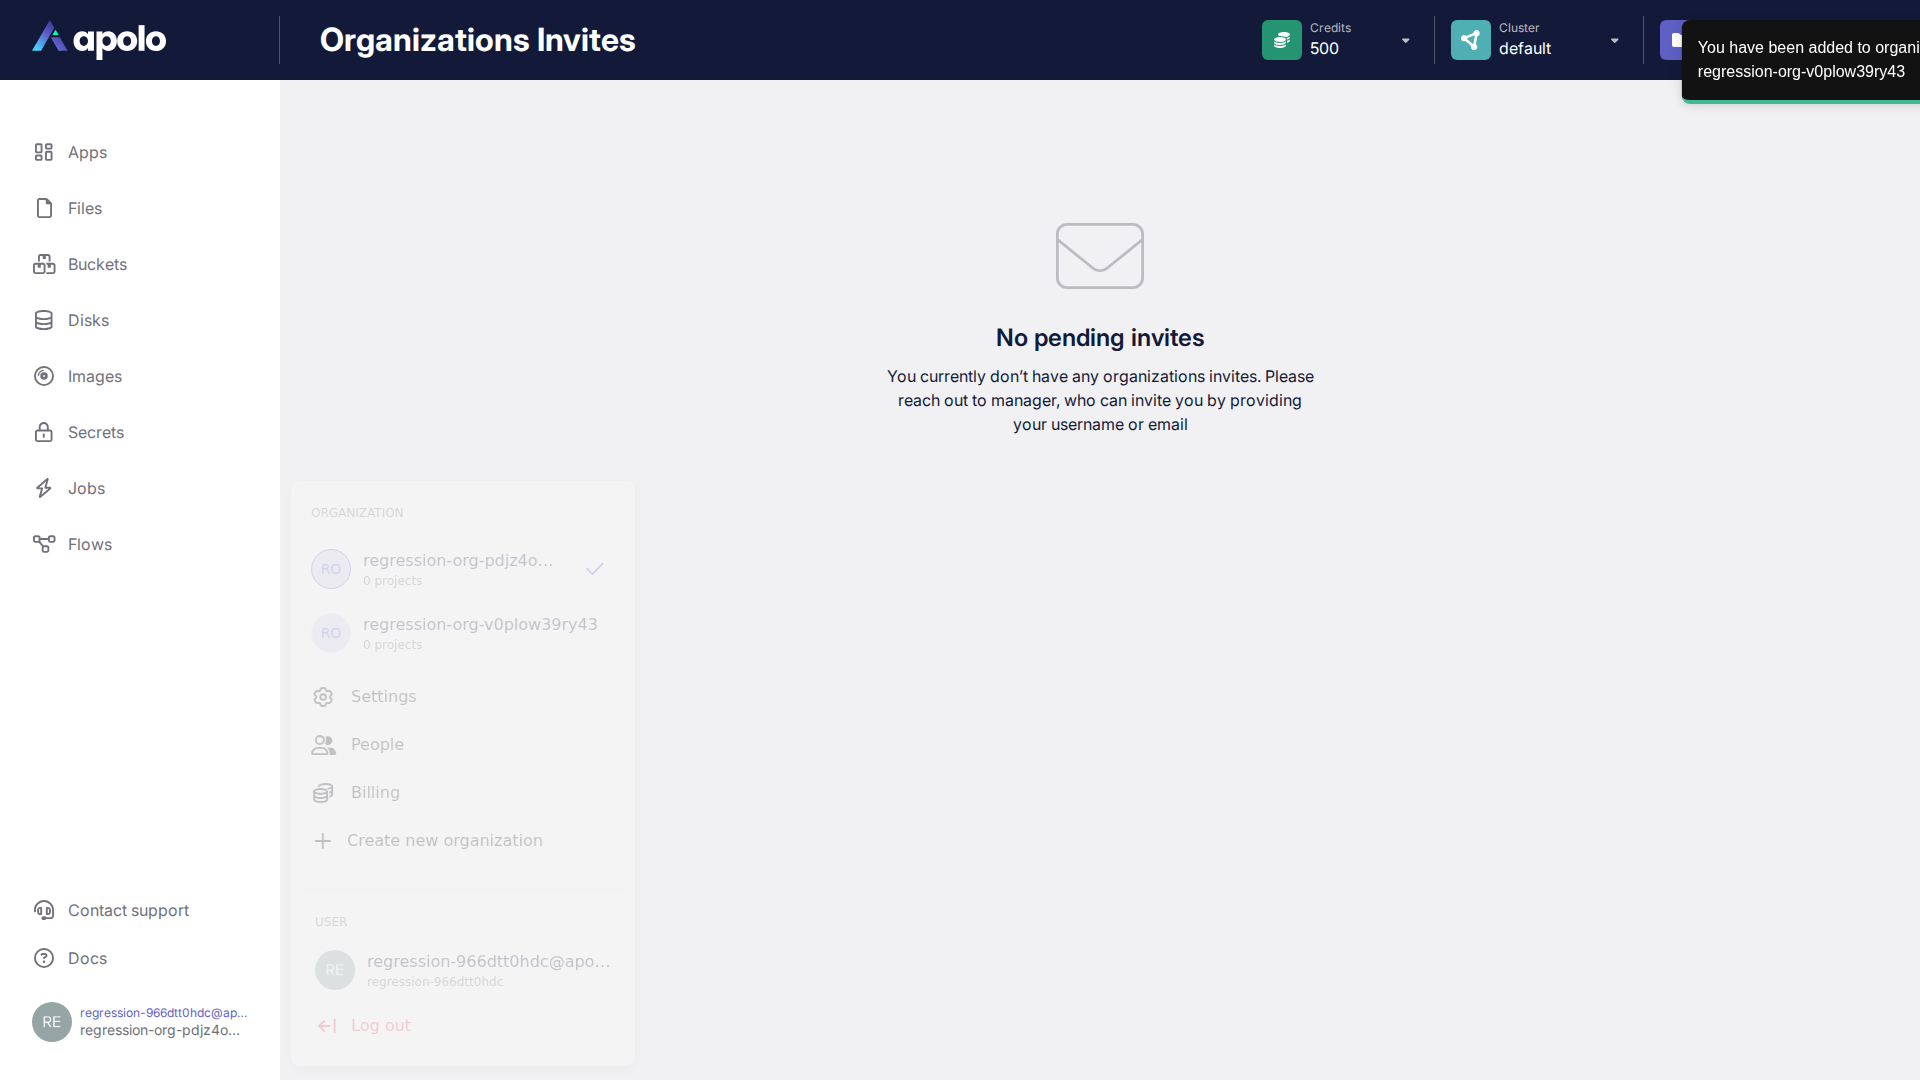 apolo
Organizations Invites
Credits
500
Cluster
default
You have been added to organi
regression-org-v0plow39ry43
Apps
Files
Buckets
Disks
Images
Secrets
Jobs
Flows
No pending invites
You currently don’t have any organizations invites. Please
reach out to manager, who can invite you by providing
your username or email
ORGANIZATION
RO
regression-org-pdjz4o...
0 projects
RO
regression-org-v0plow39ry43
0 projects
Settings
People
Billing
Create new organization
USER
RE
regression-966dtt0hdc@apo...
regression-966dtt0hdc
Log out
Contact support
Docs
RE
regression-966dtt0hdc@ap...
regression-org-pdjz4o...